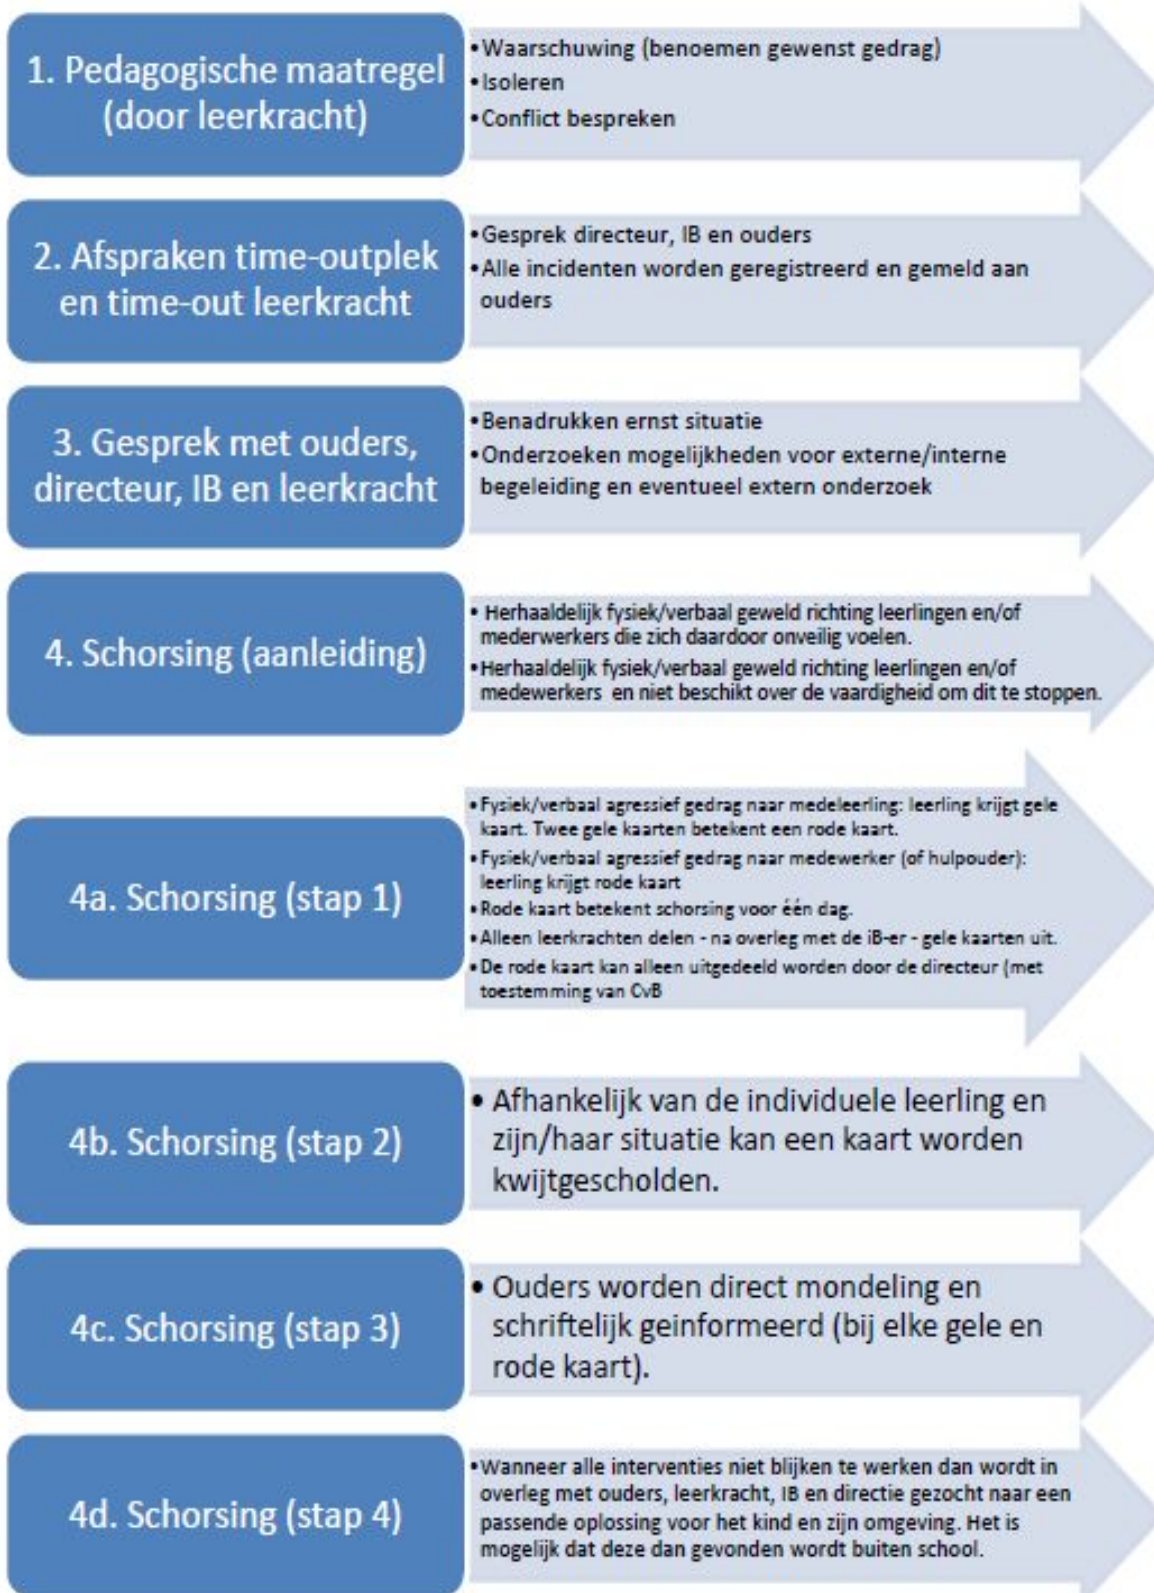 1. Pedagogische maatregel
(door leerkracht)
•Waarschuwing (benoemen gewenst gedrag)
•Isoleren
•Conflict bespreken
2. Afspraken time-outplek
en time-out leerkracht
•Gesprek directeur, IB en ouders
•Alle incidenten worden geregistreerd en gemeld aan
ouders
3. Gesprek met ouders,
directeur, IB en leerkracht
•Benadrukken ernst situatie
•Onderzoeken mogelijkheden voor externe/interne
begeleiding en eventueel extern onderzoek
4. Schorsing (aanleiding)
• Herhaaldelijk fysiek/verbaal geweld richting leerlingen en/of
mederwerkers die zich daardoor onveilig voelen.
•Herhaaldelijk fysiek/verbaal geweld richting leerlingen en/of
medewerkers en niet beschikt over de vaardigheid om dit te stoppen.
4a. Schorsing (stap 1)
•Fysiek/verbaal agressief gedrag naar medeleerling: leerling krijgt gele
kaart. Twee gele kaarten betekent een rode kaart.
•Fysiek/verbaal agressief gedrag naar medewerker (of hulpouder):
leerling krijgt rode kaart
•Rode kaart betekent schorsing voor één dag.
•Alleen leerkrachten delen - na overleg met de iB-er - gele kaarten uit.
•De rode kaart kan alleen uitgedeeld worden door de directeur (met
toestemming van CvB
4b. Schorsing (stap 2)
• Afhankelijk van de individuele leerling en
zijn/haar situatie kan een kaart worden
kwijtgescholden.
4c. Schorsing (stap 3)
• Ouders worden direct mondeling en
schriftelijk geinformeerd (bij elke gele en
rode kaart).
4d. Schorsing (stap 4)
•Wanneer alle interventies niet blijken te werken dan wordt in
overleg met ouders, leerkracht, IB en directie gezocht naar een
passende oplossing voor het kind en zijn omgeving. Het is
mogelijk dat deze dan gevonden wordt buiten school.